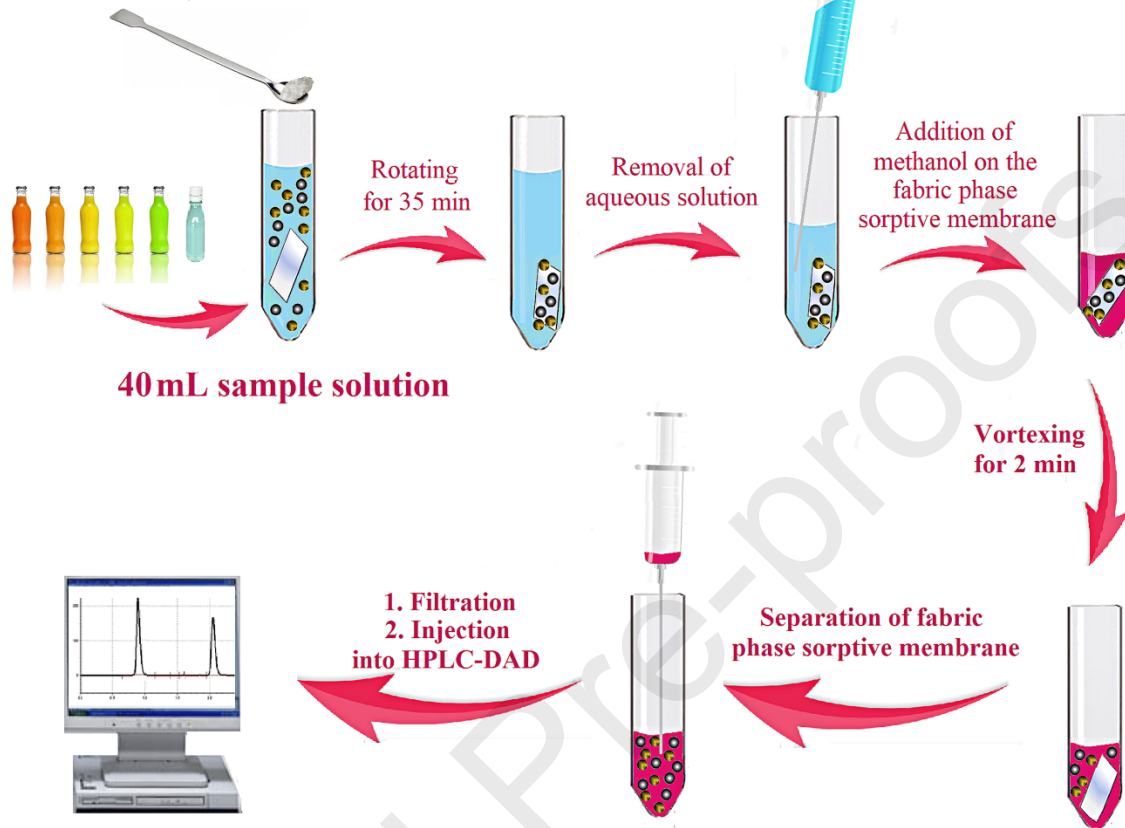 Rotating
for 35 min
Removal of
aqueous solution
Addition of
methanol on the
fabric phase
sorptive membrane
40 mL sample solution
Vortexing
for 2 min
Separation of fabric
phase sorptive membrane
1. Filtration
2. Injection
into HPLC-DAD
Pre-proofs